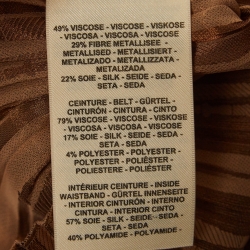 49% VISCOSE - VISCOSE - VISKOSE
- VISCOSA - VISCOSA - VISCOSA
29% FIBRE METALLISEE -
METALLISED - METALLISIERT -
METALIZADO - METALLIZZATA -
METALIZADA
22% SOIE - SILK - SEIDE - SEDA -
SETA - SEDA
CEINTURE - BELT - GÜRTEL -
CINTURÓN - CINTURA - CINTO
79% VISCOSE - VISCOSE - VISKOSE
- VISCOSA - VISCOSA - VISCOSA
17% SOIE - SILK - SEIDE - SEDA -
SETA - SEDA
4% POLYESTER - POLYESTER -
POLYESTER - POLIÉSTER -
POLIESTERE - POLIÉSTER
INTÉRIEUR CEINTURE - INSIDE
WAISTBAND - GÜRTEL INNENSEITE
- INTERIOR CINTURÓN - INTERNO
CINTURA - INTERIOR CINTO
57% SOIE - SILK - SEIDE - SEDA -
SETA - SEDA
40% POLYAMIDE - POLYAMIDE -